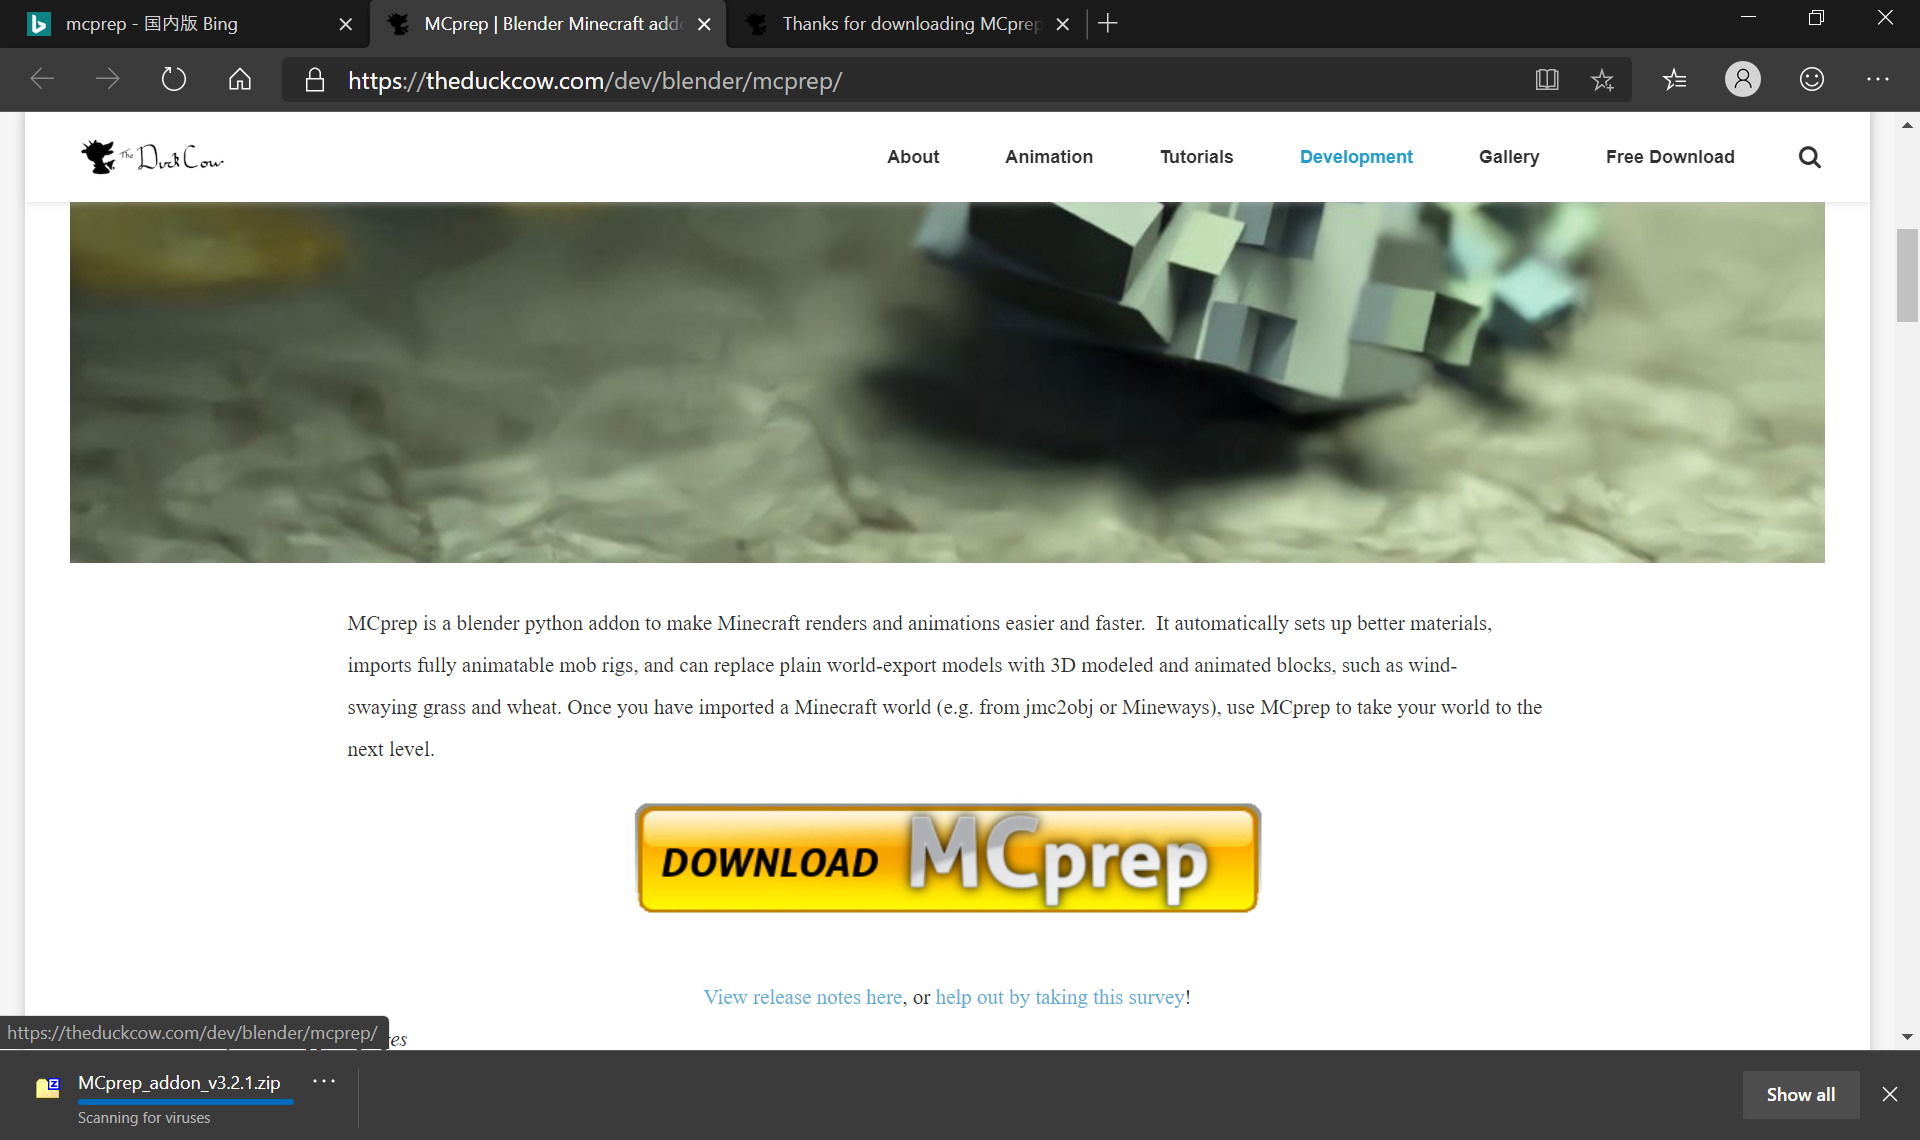 mcprep - 国内版 Bing
MCprep | Blender Minecraft add
Thanks for downloading MCprep
https://theduckcow.com/dev/blender/mcprep/
The DuckCow
About
Animation
Tutorials
Development
Gallery
Free Download
MCprep is a blender python addon to make Minecraft renders and animations easier and faster. It automatically sets up better materials,
imports fully animatable mob rigs, and can replace plain world-export models with 3D modeled and animated blocks, such as wind-
swaying grass and wheat. Once you have imported a Minecraft world (e.g. from jmc2obj or Mineways), use MCprep to take your world to the
next level.
DOWNLOAD MCprep
View release notes here, or help out by taking this survey!
https://theduckcow.com/dev/blender/mcprep/
MCprep_addon_v3.2.1.zip
Scanning for viruses
Show all